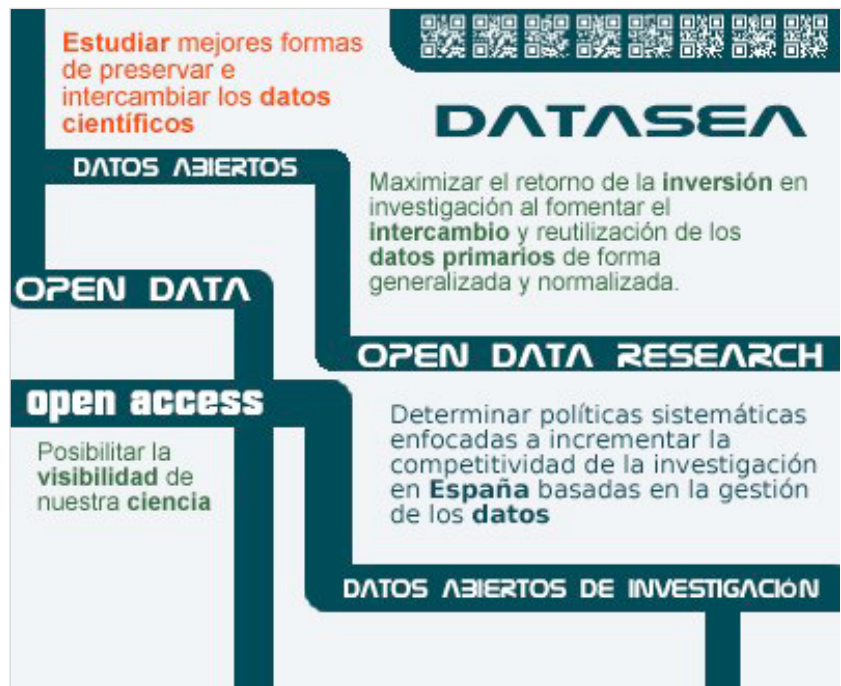 Estudiar mejores formas
de preservar e
intercambiar los datos
científicos
DATASEA
DATOS ABIERTOS
Maximizar el retorno de la inversión en
investigación al fomentar el
intercambio y reutilización de los
datos primarios de forma
generalizada y normalizada.
OPEN DATA
OPEN DATA RESEARCH
open access
Determinar políticas sistemáticas
enfocadas a incrementar la
competitividad de la investigación
en España basadas en la gestión
de los datos
Posibilitar la
visibilidad de
nuestra ciencia
DATOS ABIERTOS DE INVESTIGACIÓN